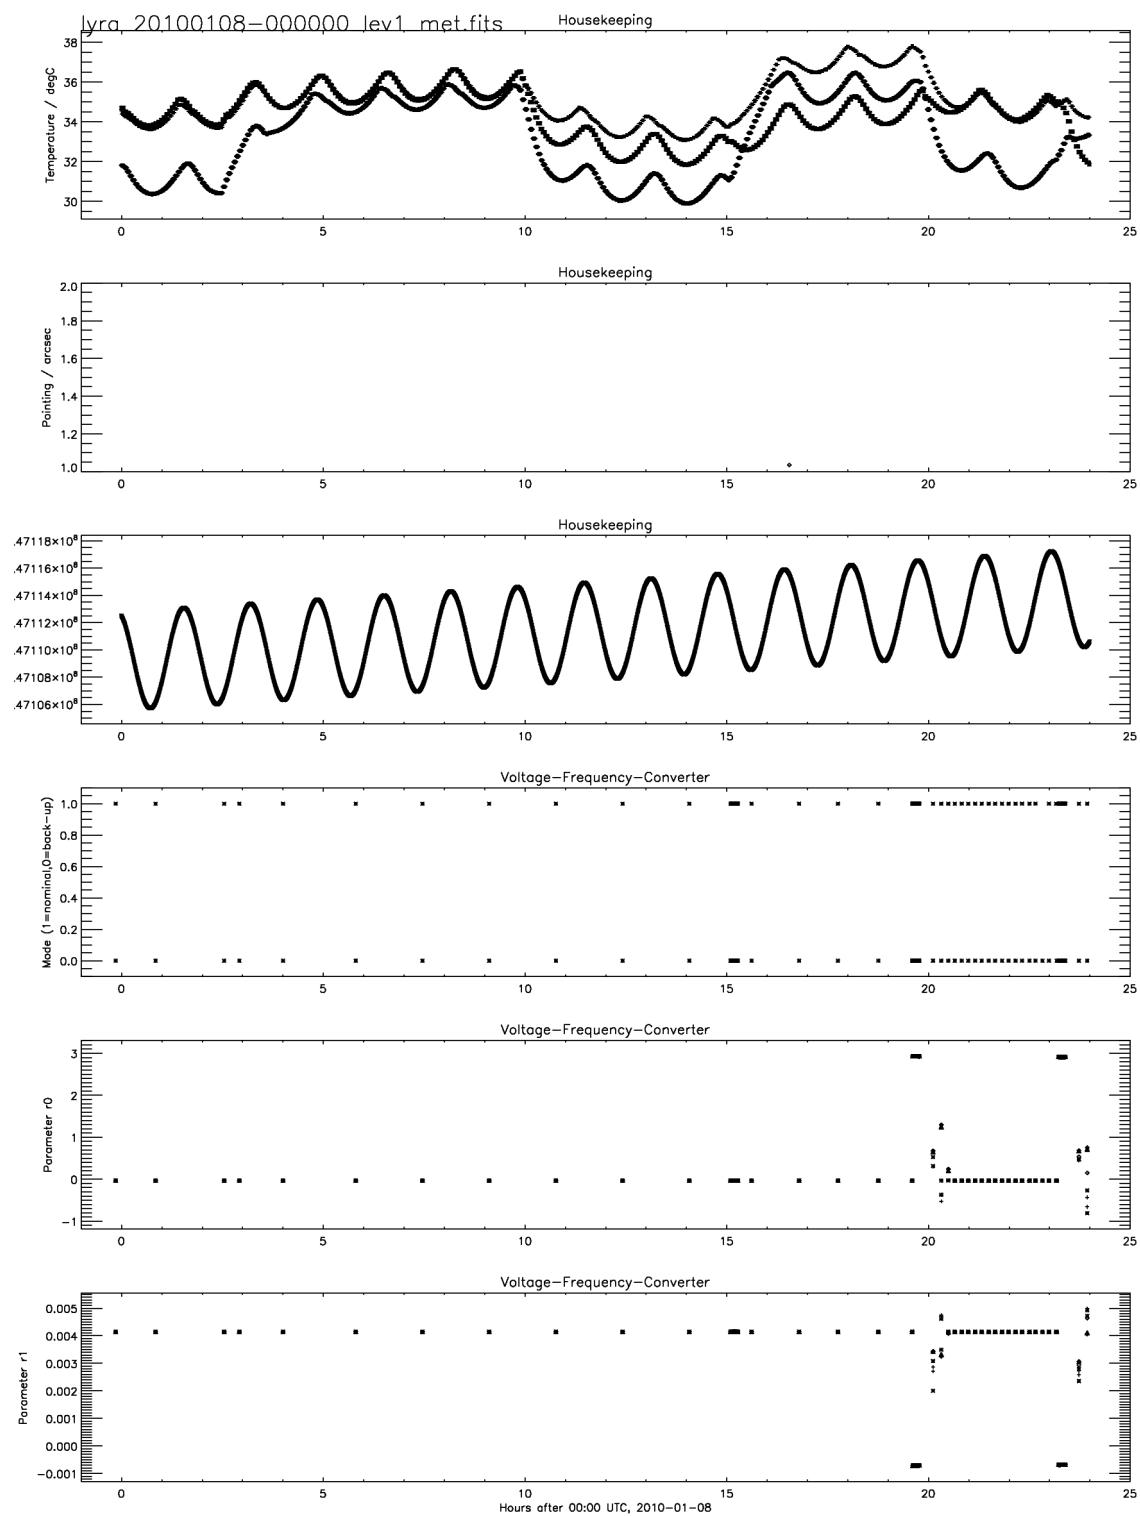 lyra_20100108-000000_lev1_met.fits
Housekeeping
Temperature / degC
38
36
34
32
30
0 5 10 15 20 25
Housekeeping
Pointing / arcsec
2.0
1.8
1.6
1.4
1.2
1.0
0 5 10 15 20 25
Housekeeping
.47118×10⁸
.47116×10⁸
.47114×10⁸
.47112×10⁸
.47110×10⁸
.47108×10⁸
.47106×10⁸
0 5 10 15 20 25
Voltage-Frequency-Converter
Mode (1=nominal,0=back-up)
1.0
0.8
0.6
0.4
0.2
0.0
0 5 10 15 20 25
Voltage-Frequency-Converter
Parameter r0
3
2
1
0
-1
0 5 10 15 20 25
Voltage-Frequency-Converter
Parameter r1
0.005
0.004
0.003
0.002
0.001
0.000
-0.001
0 5 10 15 20 25
Hours after 00:00 UTC, 2010-01-08